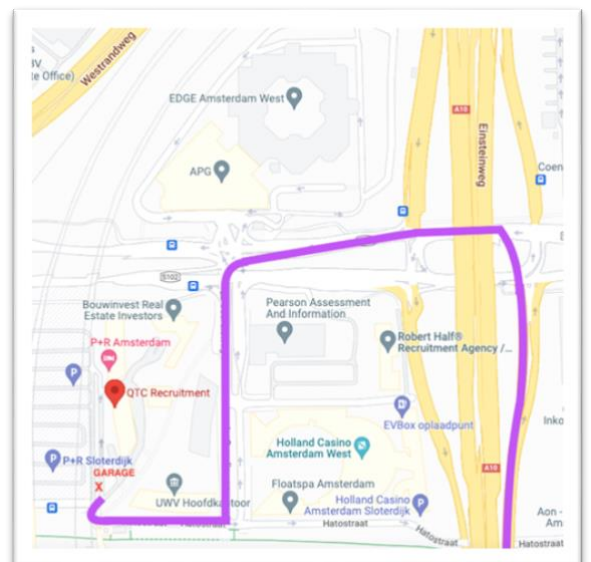 Westrandweg
te Office)
EDGE Amsterdam West
A10
Einsteinweg
APG
Coen
S102
Bouwinvest Real
Estate Investors
Pearson Assessment
And Information
P+R Amsterdam
Robert Half®
Recruitment Agency /...
P
QTC Recruitment
EVBox oplaadpunt
Inko
Holland Casino
Amsterdam West
P
P+R Sloterdijk
GARAGE
X
A10
Floatspa Amsterdam
UWV Hoofdkantoor
Holland Casino
Amsterdam Sloterdijk
P
Aon -
Am
Hatostraat
Hatostraat
Hatostraat